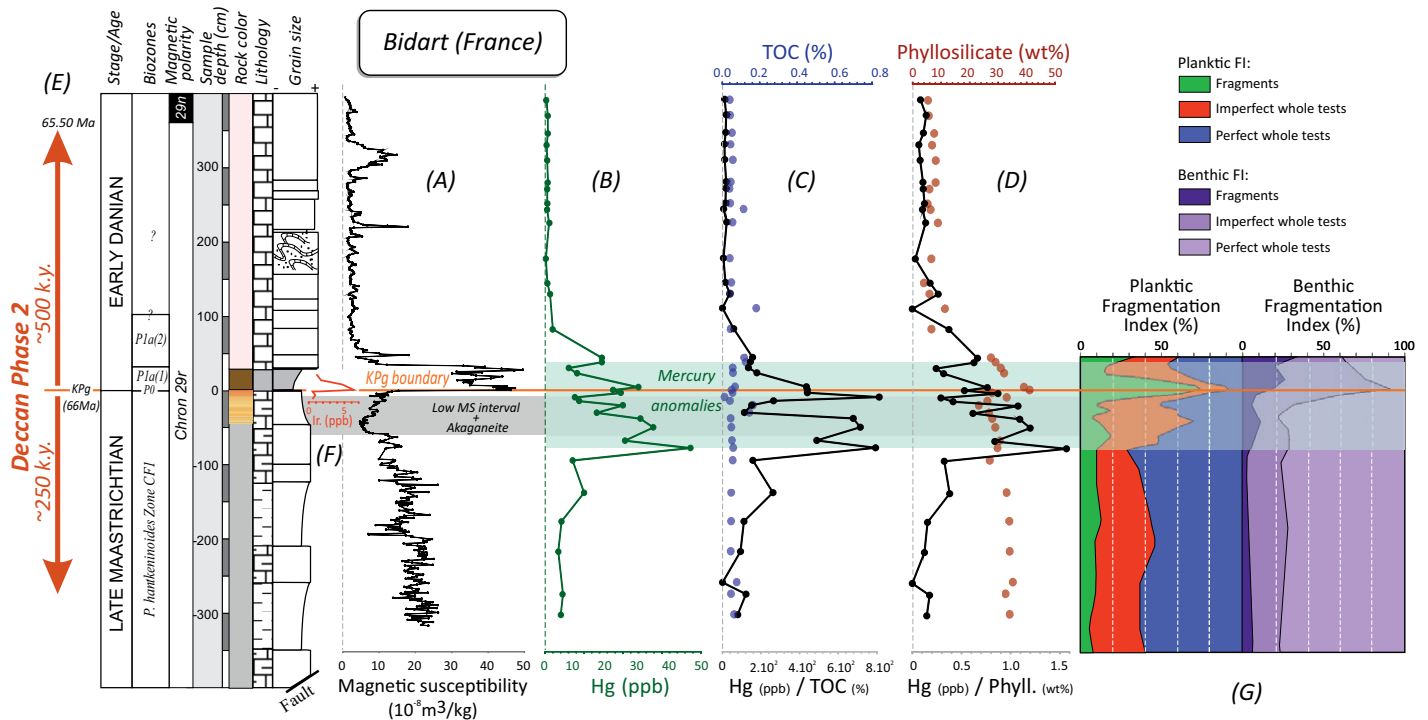 Bidart (France)
(E)
Stage/Age
Biozones
Magnetic
polarity
Sample
depth (cm)
Rock color
Lithology
Grain size
- +
65.50 Ma
29n
EARLY DANIAN
LATE MAASTRICHTIAN
?
?
P1a(2)
P1a(1)
P0
P. hantkeninoides Zone CF1
Chron 29r
300
200
100
0
-100
-200
-300
Deccan Phase 2
~500 k.y.
~250 k.y.
KPg
(66Ma)
Fault
KPg boundary
0 5
Ir. (ppb)
Low MS interval
+
Akaganeite
(F)
(A)
0 10 20 30 40 50
Magnetic susceptibility
(10⁻⁸m³/kg)
(B)
Mercury
anomalies
0 10 20 30 40 50
Hg (ppb)
TOC (%)
0.0 0.2 0.4 0.6 0.8
(C)
0 2.10² 4.10² 6.10² 8.10²
Hg (ppb) / TOC (%)
Phyllosilicate (wt%)
0 10 20 30 40 50
(D)
0 0.5 1.0 1.5
Hg (ppb) / Phyll. (wt%)
Planktic FI:
Fragments
Imperfect whole tests
Perfect whole tests
Benthic FI:
Fragments
Imperfect whole tests
Perfect whole tests
Planktic
Fragmentation
Index (%)
Benthic
Fragmentation
Index (%)
0 50 100 0 20 40 60 80 100
(G)